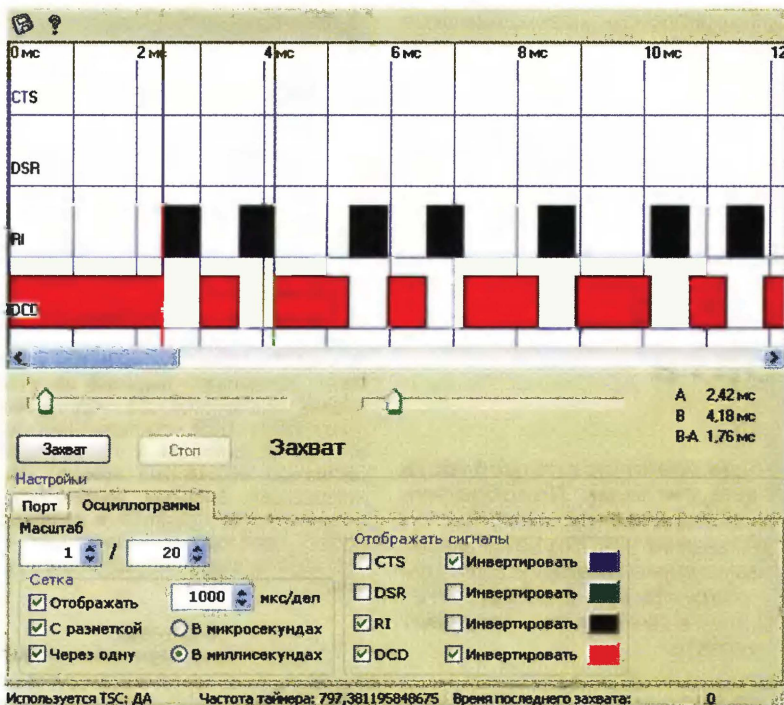 0 мс 2 мс 4 мс 6 мс 8 мс 10 мс 12
CTS
DSR
RI
DCD
A 2,42 мс
B 4,18 мс
B-A 1,76 мс
Захват Стоп Захват
Настройки
Порт Осциллограммы
Масштаб
1 / 20
Сетка
Отображать 1000 мкс/дел
С разметкой В микросекундах
Через одну В миллисекундах
Отображать сигналы
CTS Инвертировать
DSR Инвертировать
RI Инвертировать
DCD Инвертировать
Используется TSC: ДА Частота таймера: 797,381195848675 Время последнего захвата: 0